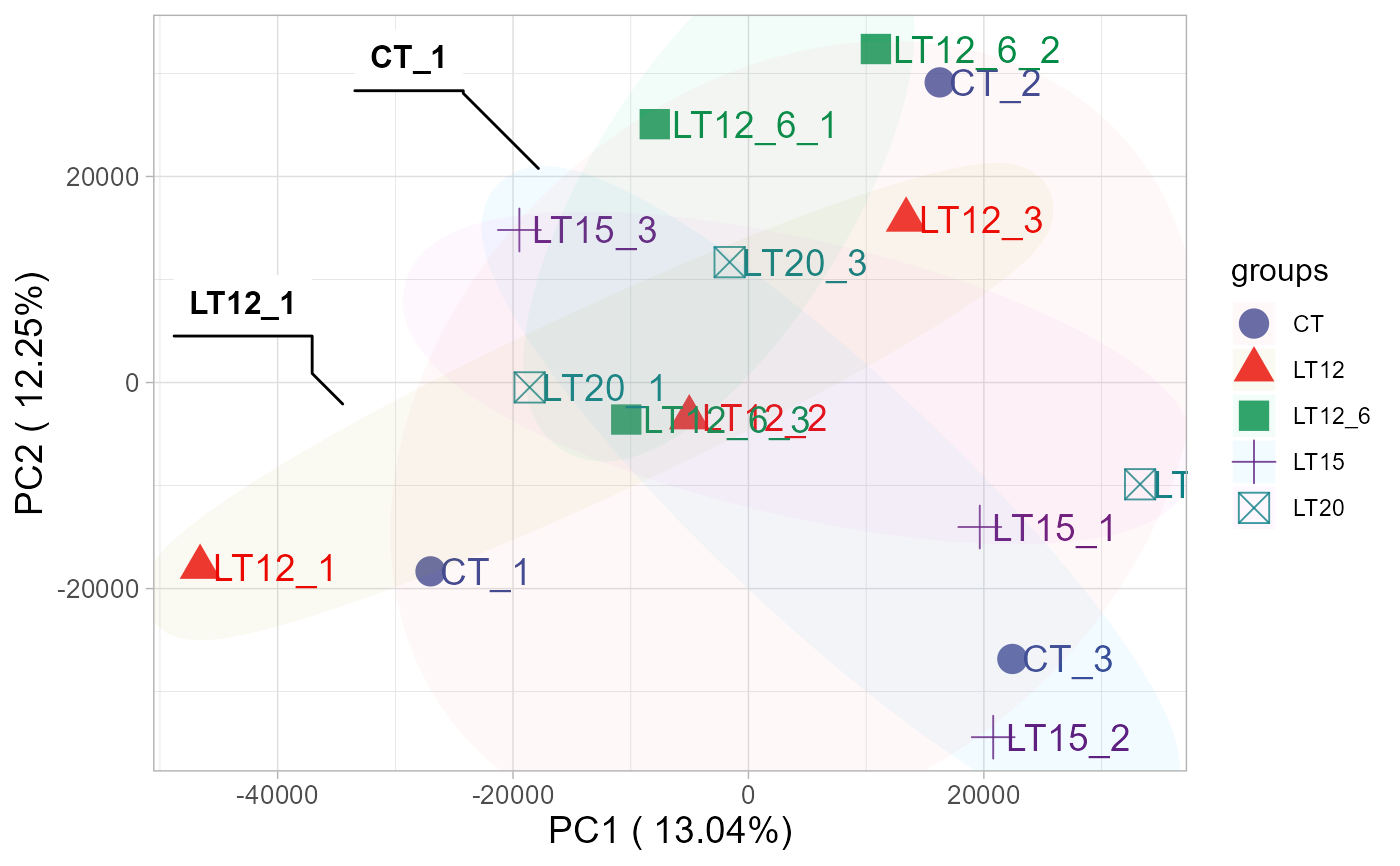 CT_1
LT12_6_2
CT_2
LT12_6_1
20000
LT12_3
LT15_3
LT20_3
LT12_1
0
LT20_1
LT12_6_3
LT12_2
LT
LT15_1
LT12_1
CT_1
-20000
CT_3
LT15_2
-40000
-20000
0
20000
PC1 ( 13.04%)
PC2 ( 12.25%)
groups
CT
LT12
LT12_6
LT15
LT20